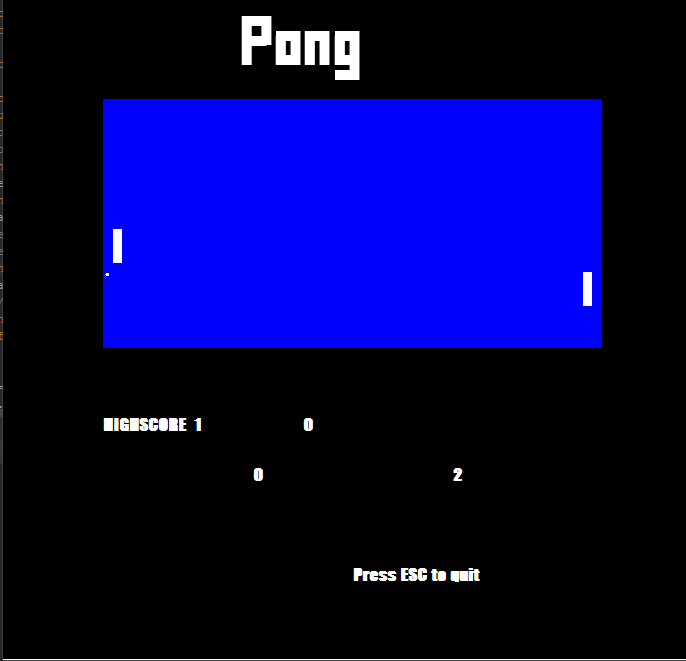 Pong
HIGHSCORE 1 0
0 2
Press ESC to quit